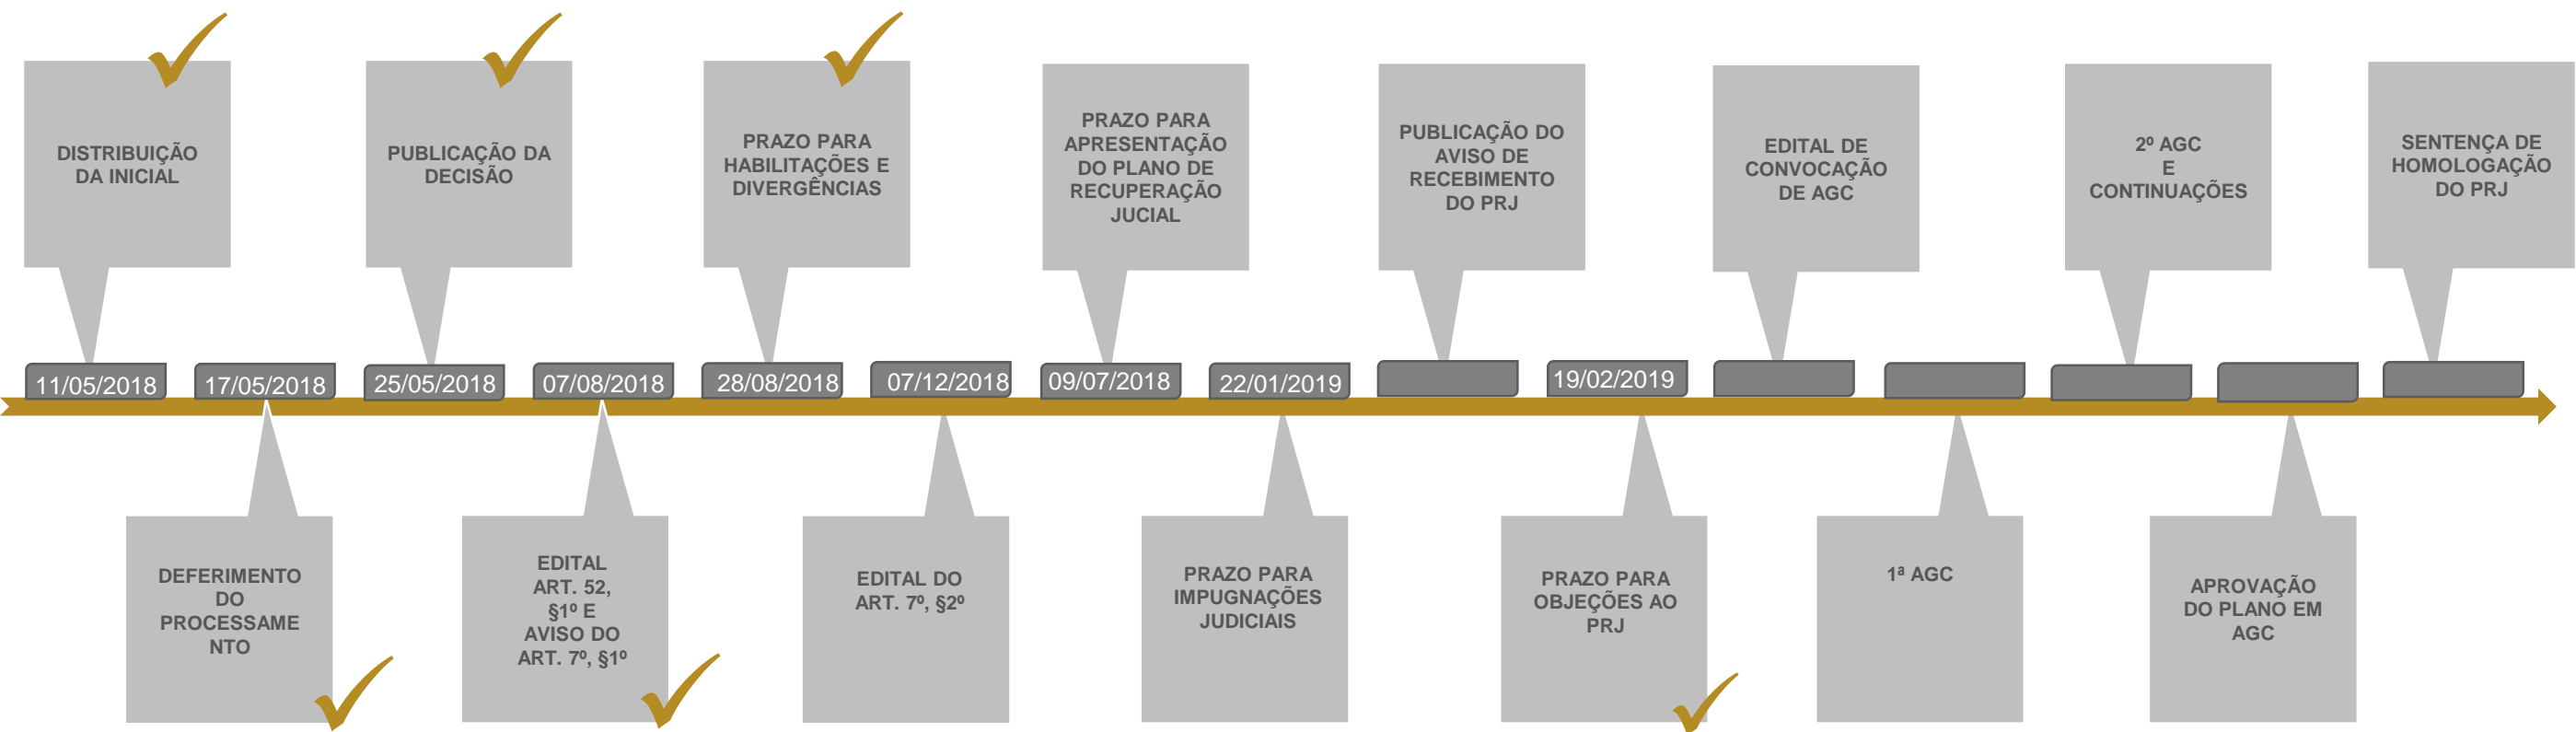 DISTRIBUIÇÃO
DA INICIAL
PUBLICAÇÃO DA
DECISÃO
PRAZO PARA
HABILITAÇÕES E
DIVERGÊNCIAS
PRAZO PARA
APRESENTAÇÃO
DO PLANO DE
RECUPERAÇÃO
JUCIAL
PUBLICAÇÃO DO
AVISO DE
RECEBIMENTO
DO PRJ
EDITAL DE
CONVOCAÇÃO
DE AGC
2º AGC
E
CONTINUAÇÕES
SENTENÇA DE
HOMOLOGAÇÃO
DO PRJ
11/05/2018
17/05/2018
25/05/2018
07/08/2018
28/08/2018
07/12/2018
09/07/2018
22/01/2019
19/02/2019
DEFERIMENTO
DO
PROCESSAME
NTO
EDITAL
ART. 52,
§1º E
AVISO DO
ART. 7º, §1º
EDITAL DO
ART. 7º, §2º
PRAZO PARA
IMPUGNAÇÕES
JUDICIAIS
PRAZO PARA
OBJEÇÕES AO
PRJ
1ª AGC
APROVAÇÃO
DO PLANO EM
AGC